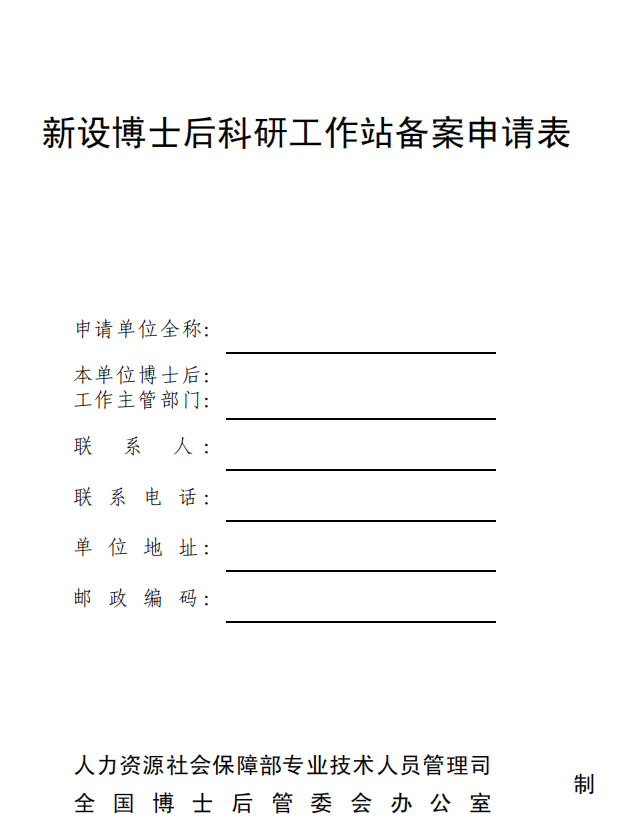 新设博士后科研工作站备案申请表
申请单位全称:
本单位博士后:
工作主管部门:
联系人:
联系电话:
单位地址:
邮政编码:
人力资源社会保障部专业技术人员管理司
制
全国博士后管委会办公室